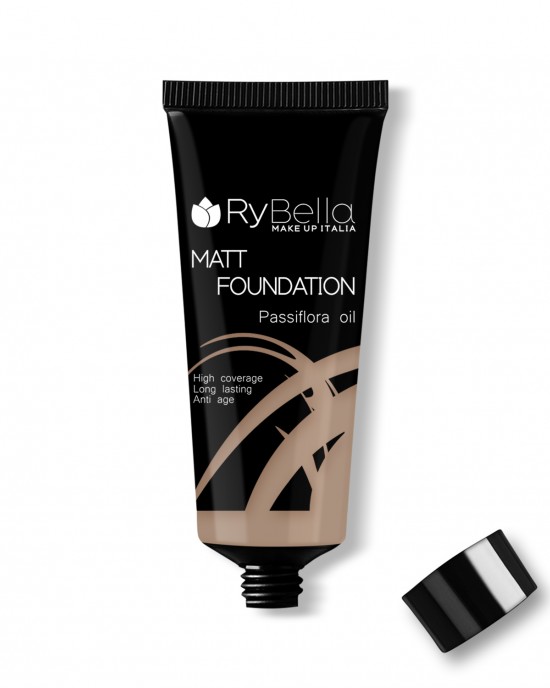 RyBella
MAKE UP ITALIA
MATT
FOUNDATION
Passiflora oil
High coverage
Long lasting
Anti age